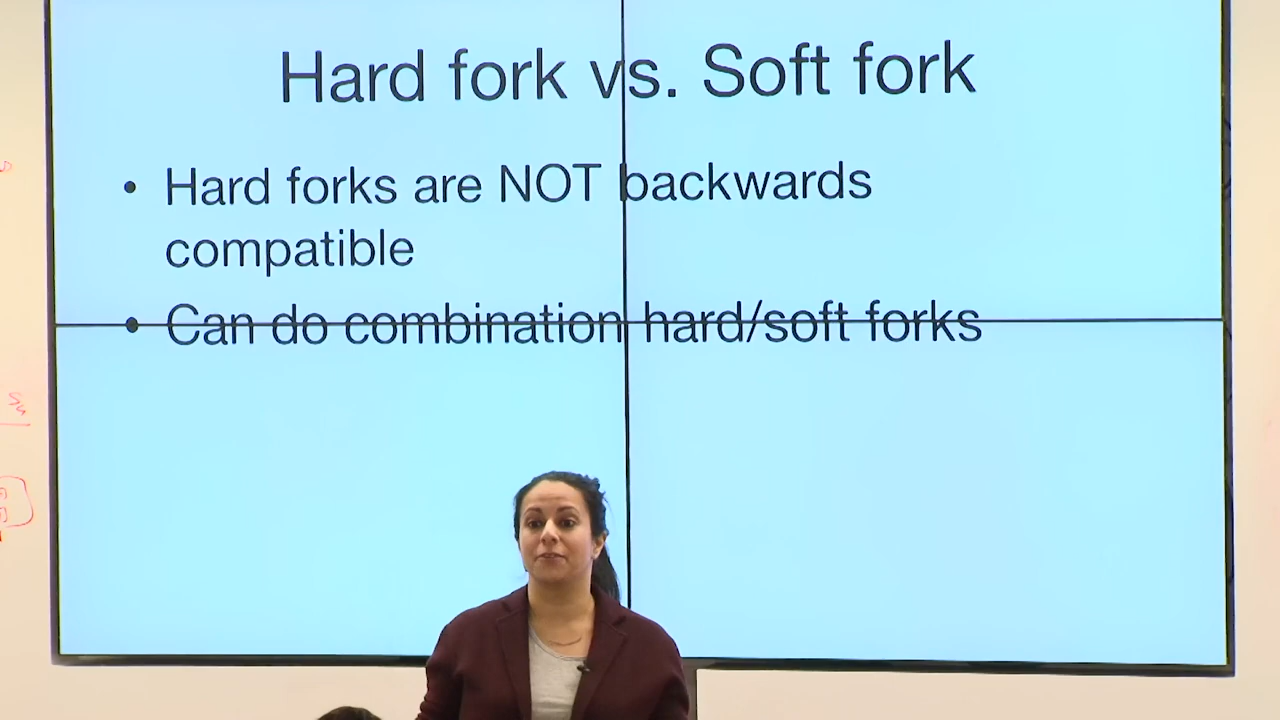 Hard fork vs. Soft fork
• Hard forks are NOT backwards
compatible
• Can do combination hard/soft forks